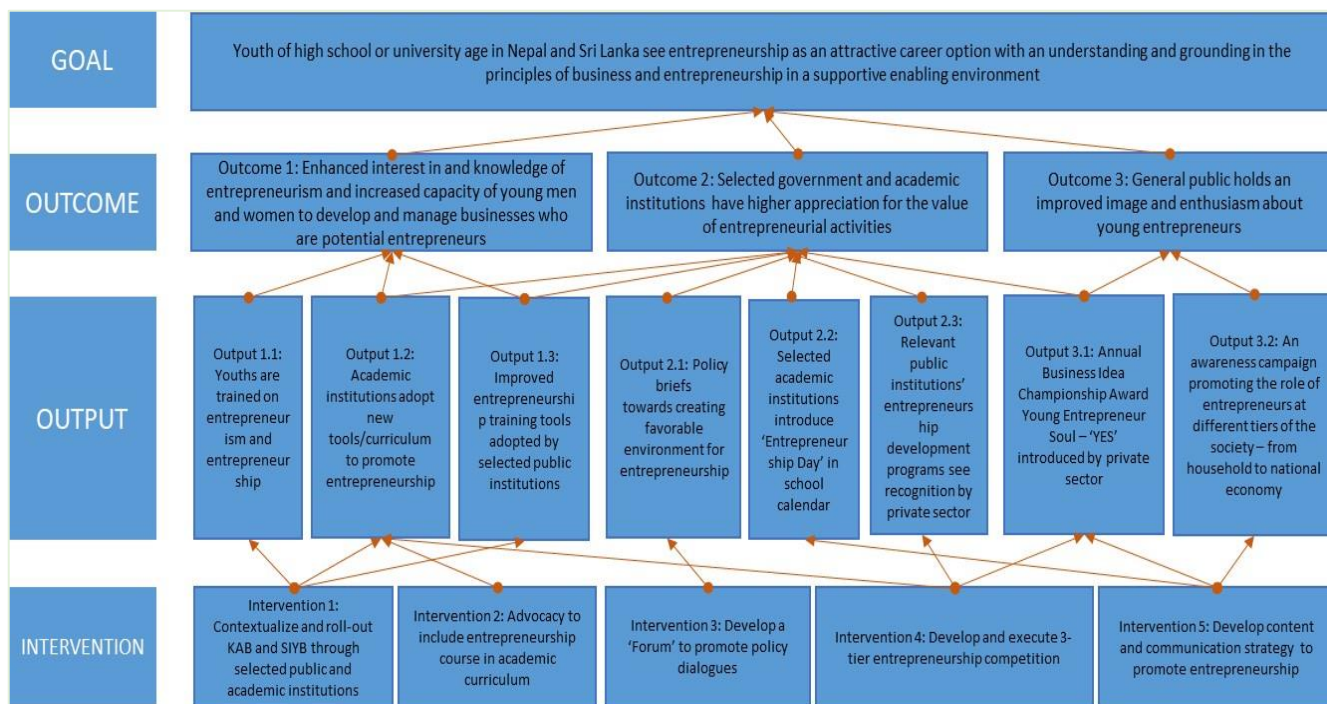 GOAL
Youth of high school or university age in Nepal and Sri Lanka see entrepreneurship as an attractive career option with an understanding and grounding in the
principles of business and entrepreneurship in a supportive enabling environment
OUTCOME
Outcome 1: Enhanced interest in and knowledge of
entrepreneurism and increased capacity of young men
and women to develop and manage businesses who
are potential entrepreneurs
Outcome 2: Selected government and academic
institutions have higher appreciation for the value
of entrepreneurial activities
Outcome 3: General public holds an
improved image and enthusiasm about
young entrepreneurs
OUTPUT
Output 1.1:
Youths are
trained on
entrepreneur
ism and
entrepreneur
ship
Output 1.2:
Academic
institutions adopt
new
tools/curriculum
to promote
entrepreneurship
Output 1.3:
Improved
entrepreneurshi
p training tools
adopted by
selected public
institutions
Output 2.1: Policy
briefs
towards creating
favorable
environment for
entrepreneurship
Output 2.2:
Selected
academic
institutions
introduce
‘Entrepreneur
ship Day’ in
school
calendar
Output 2.3:
Relevant
public
institutions’
entrepreneurs
hip
development
programs see
recognition by
private sector
Output 3.1: Annual
Business Idea
Championship Award
Young Entrepreneur
Soul – ‘YES’
introduced by private
sector
Output 3.2: An
awareness campaign
promoting the role of
entrepreneurs at
different tiers of the
society – from
household to national
economy
INTERVENTION
Intervention 1:
Contextualize and roll-out
KAB and SIYB through
selected public and
academic institutions
Intervention 2: Advocacy to
include entrepreneurship
course in academic
curriculum
Intervention 3: Develop a
‘Forum’ to promote policy
dialogues
Intervention 4: Develop and execute 3-
tier entrepreneurship competition
Intervention 5: Develop content
and communication strategy to
promote entrepreneurship